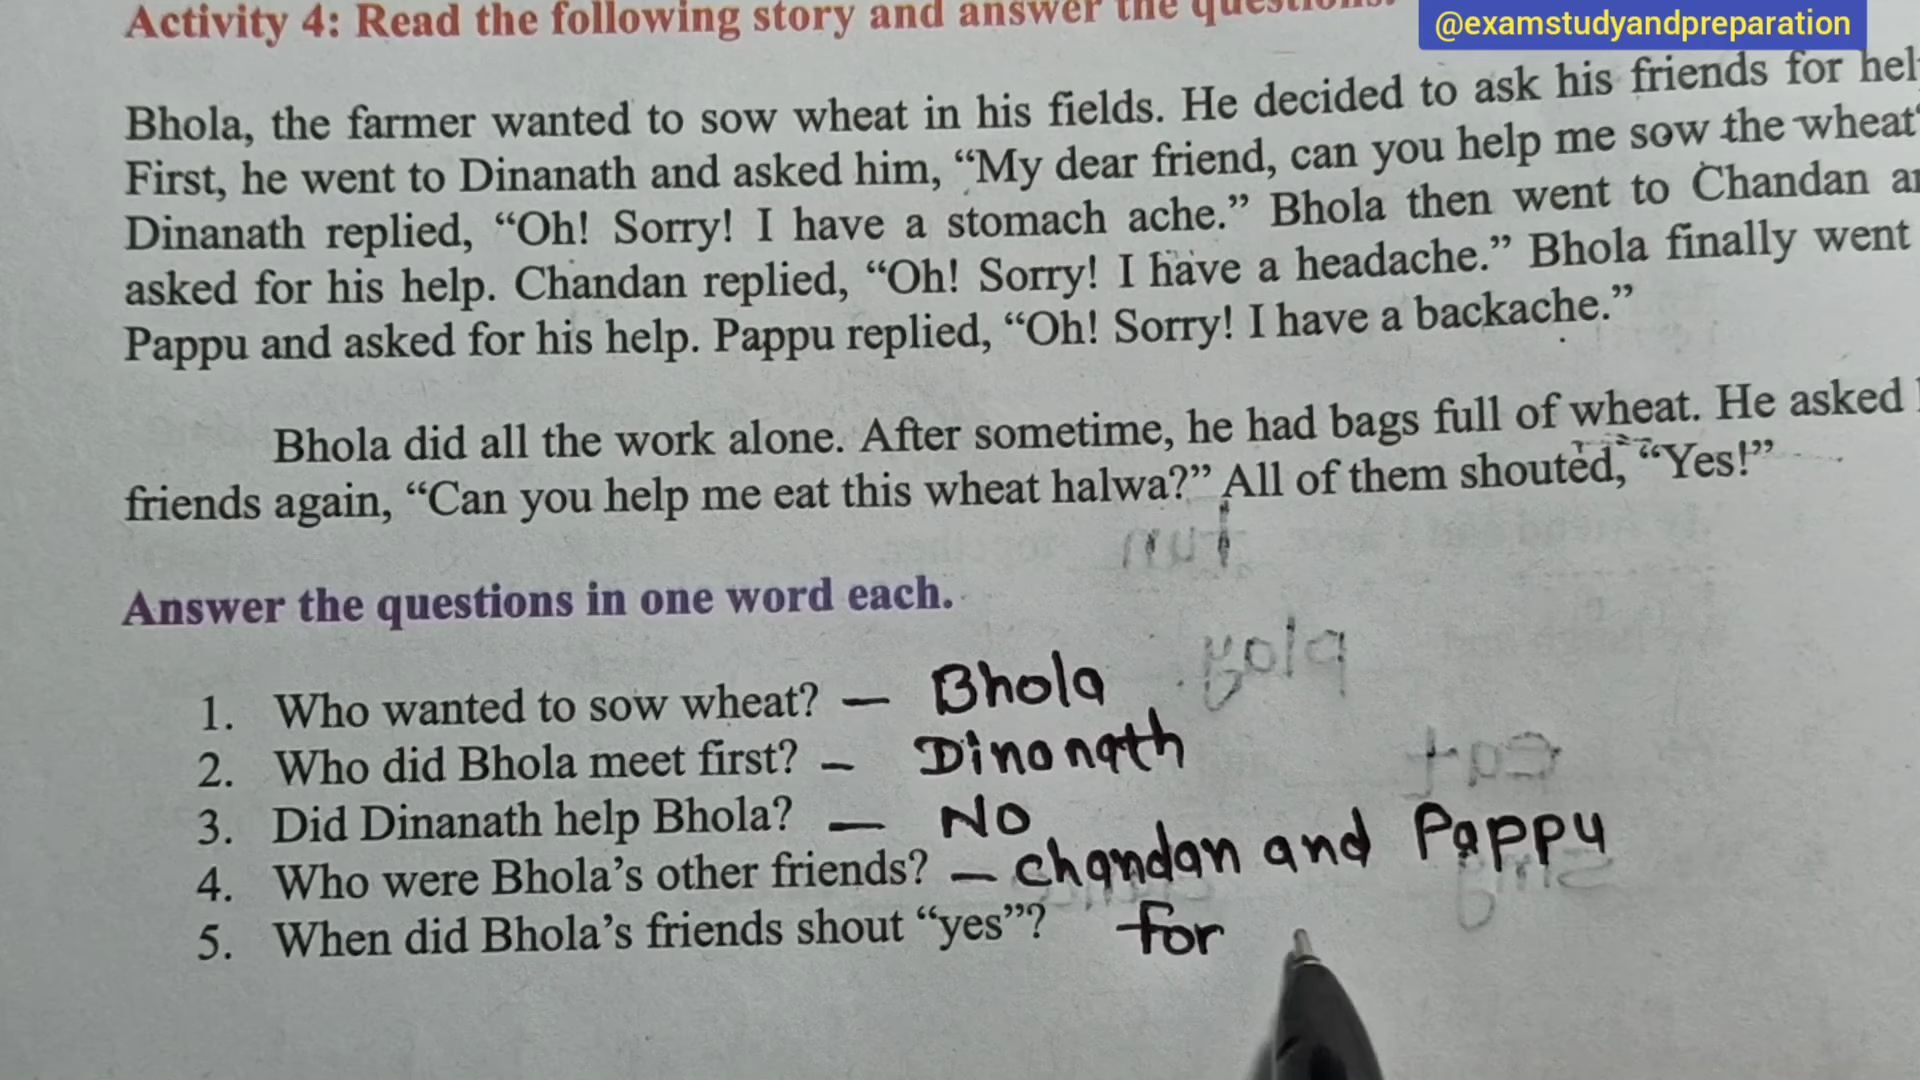 Activity 4: Read the following story and answer the questions.
@examstudyandpreparation
Bhola, the farmer wanted to sow wheat in his fields. He decided to ask his friends for hel
First, he went to Dinanath and asked him, “My dear friend, can you help me sow the wheat
Dinanath replied, “Oh! Sorry! I have a stomach ache.” Bhola then went to Chandan a
asked for his help. Chandan replied, “Oh! Sorry! I have a headache.” Bhola finally went
Pappu and asked for his help. Pappu replied, “Oh! Sorry! I have a backache.”
Bhola did all the work alone. After sometime, he had bags full of wheat. He asked
friends again, “Can you help me eat this wheat halwa?” All of them shouted, “Yes!”
Answer the questions in one word each.
1. Who wanted to sow wheat? — Bhola
2. Who did Bhola meet first? – Dinanath
3. Did Dinanath help Bhola? — No
4. Who were Bhola’s other friends? – Chandan and Pappu
5. When did Bhola’s friends shout “yes”? for